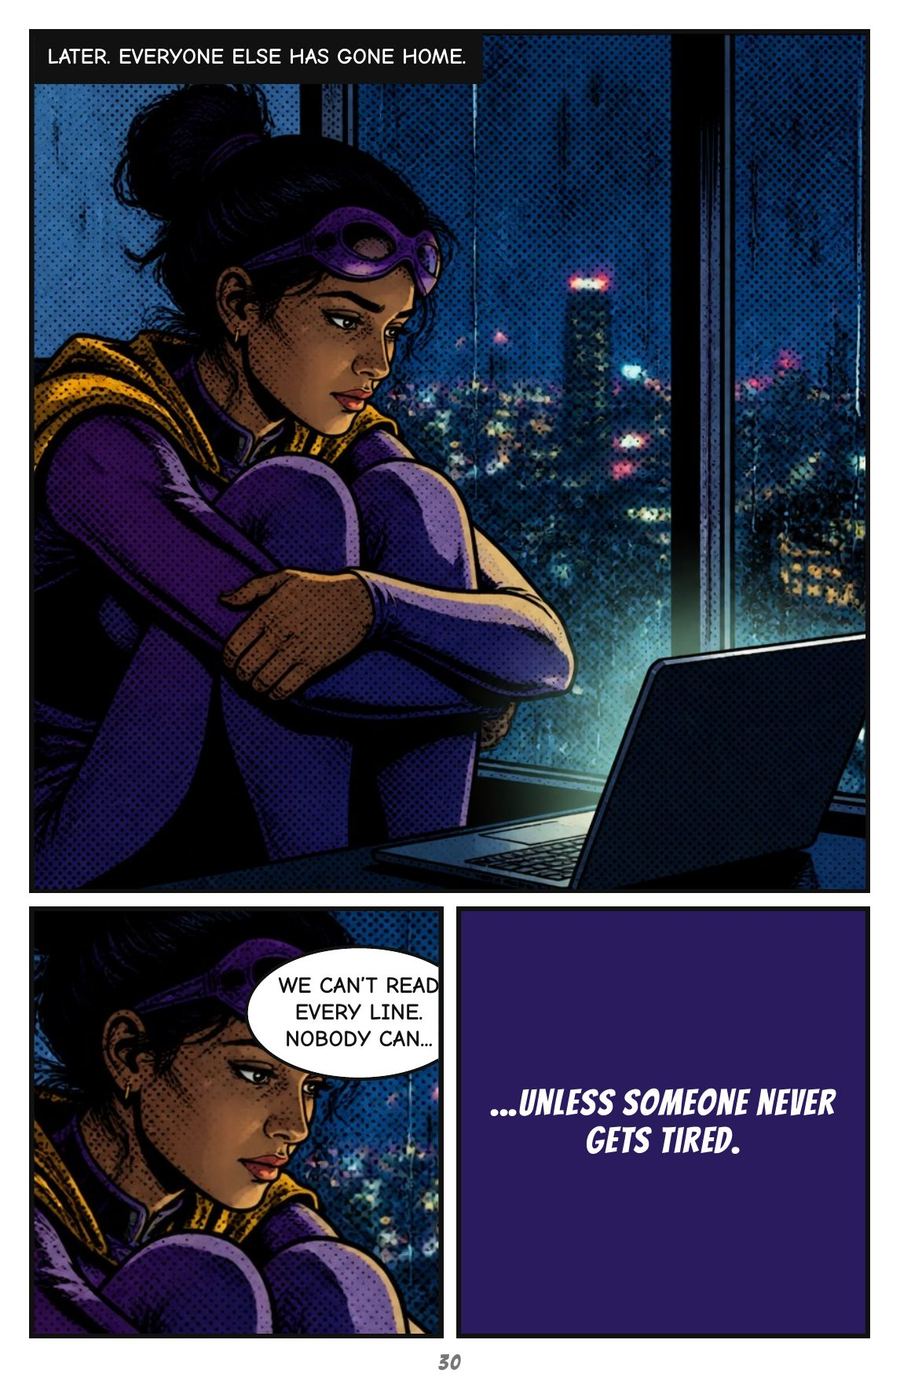 LATER. EVERYONE ELSE HAS GONE HOME.
WE CAN'T READ
EVERY LINE.
NOBODY CAN...
...UNLESS SOMEONE NEVER
GETS TIRED.
30